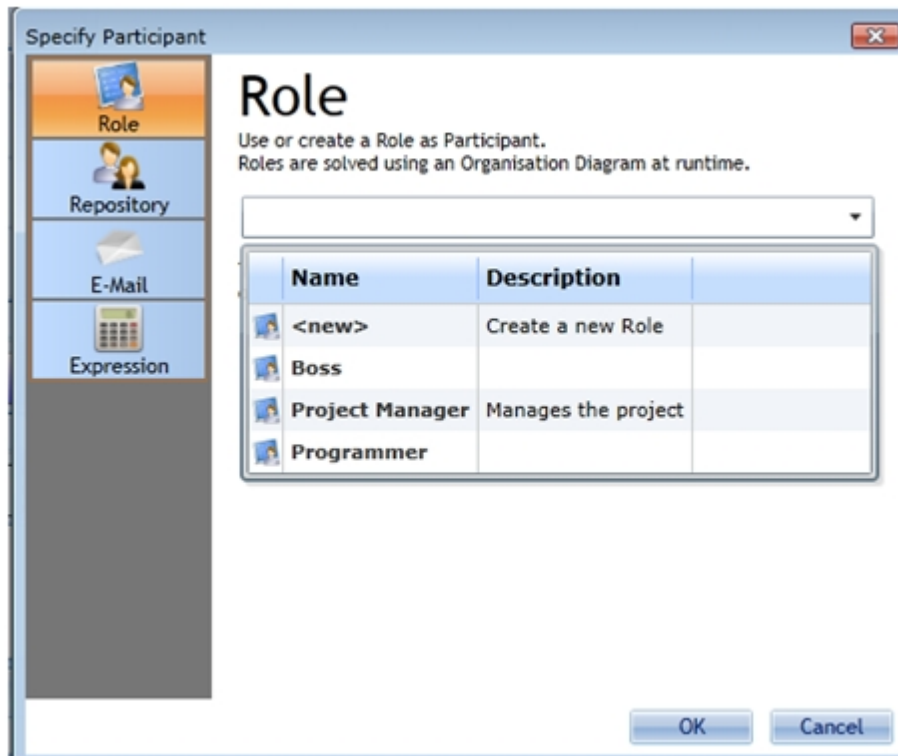 Specify Participant
Role
Repository
E-Mail
Expression
Role
Use or create a Role as Participant.
Roles are solved using an Organisation Diagram at runtime.
Name Description
<new> Create a new Role
Boss
Project Manager Manages the project
Programmer
OK Cancel